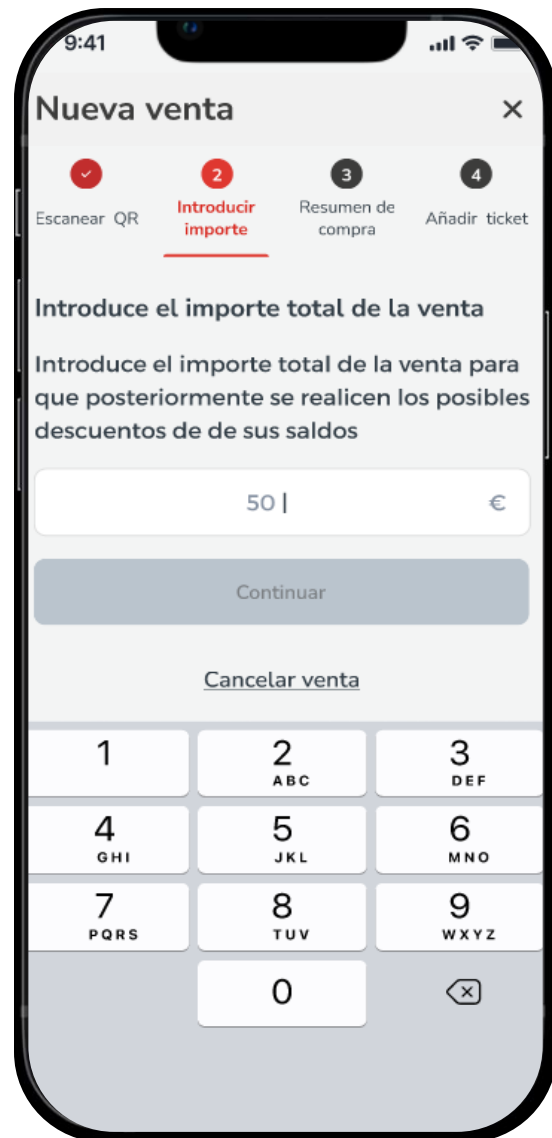 9:41
Nueva venta
2
3
4
Escanear QR
Introducir
importe
Resumen de
compra
Añadir ticket
Introduce el importe total de la venta
Introduce el importe total de la venta para
que posteriormente se realicen los posibles
descuentos de de sus saldos
50 €
Continuar
Cancelar venta
1
2
ABC
3
DEF
4
GHI
5
JKL
6
MNO
7
PQRS
8
TUV
9
WXYZ
0